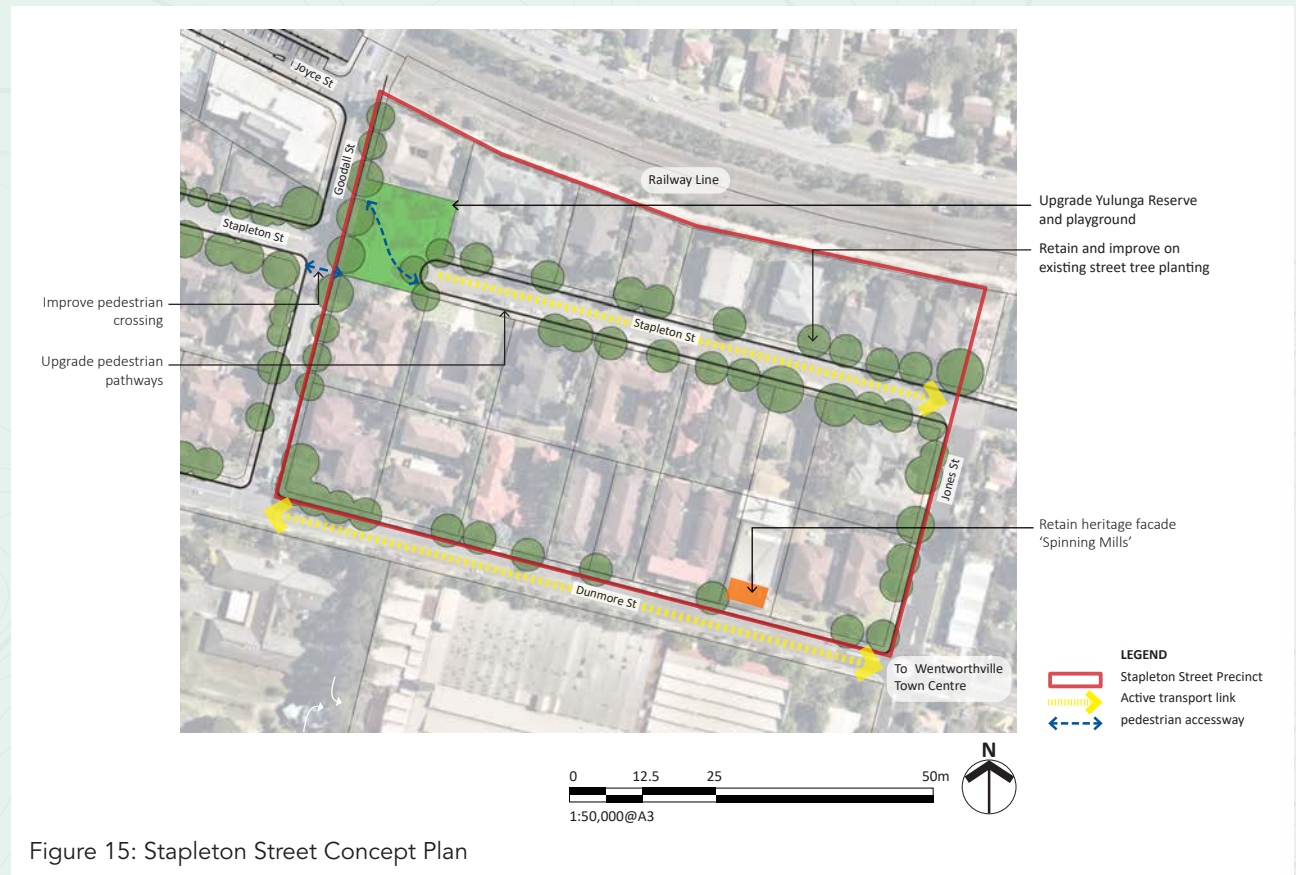 Joyce St
Goodall St
Railway Line
Upgrade Yulunga Reserve
and playground
Stapleton St
Retain and improve on
existing street tree planting
Improve pedestrian
crossing
Stapleton St
Upgrade pedestrian
pathways
Jones St
Retain heritage facade
‘Spinning Mills’
Dunmore St
To Wentworthville
Town Centre
LEGEND
Stapleton Street Precinct
Active transport link
pedestrian accessway
N
0 12.5 25 50m
1:50,000@A3
Figure 15: Stapleton Street Concept Plan